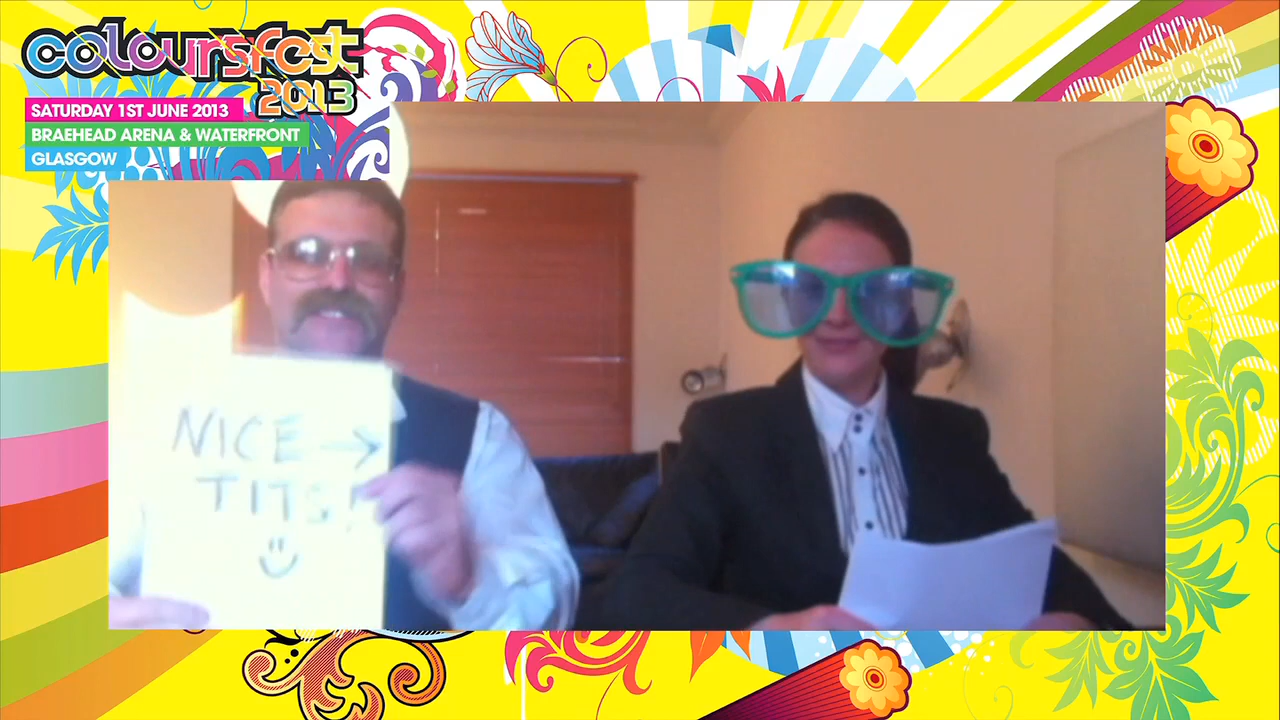 coloursfest
2013
SATURDAY 1ST JUNE 2013
BRAEHEAD ARENA & WATERFRONT
GLASGOW
NICE →
TITS!